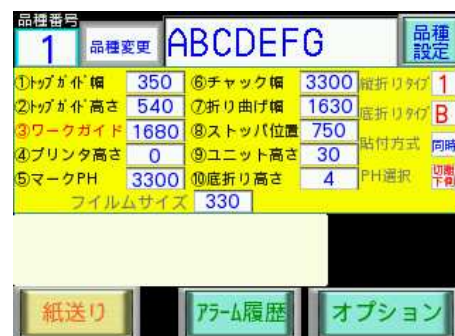 品種番号
1 品種変更 ABCDEFG 品種設定
①トップガイド幅 350 ⑥チャック幅 3300 縦折りタイプ 1
②トップガイド高さ 540 ⑦折り曲げ幅 1630 底折りタイプ B
③ワークガイド 1680 ⑧ストッパ位置 750 貼付方式 同時
④プリンタ高さ 0 ⑨ユニット高さ 30
⑤マークPH 3300 ⑩底折り高さ 4 PH選択 切断下側
フイルムサイズ 330
紙送り アラーム履歴 オプション